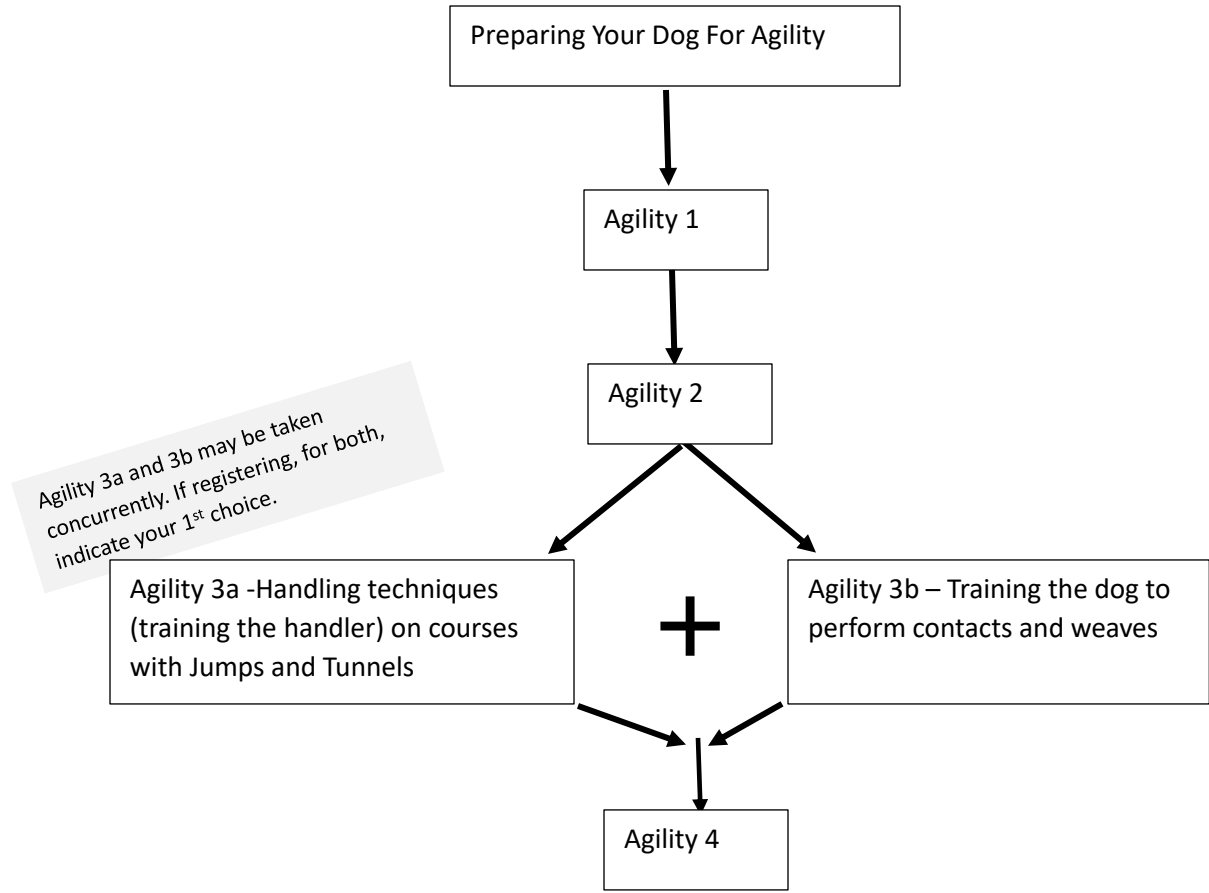 Preparing Your Dog For Agility
Agility 1
Agility 2
Agility 3a and 3b may be taken
concurrently. If registering, for both,
indicate your 1st choice.
Agility 3a -Handling techniques
(training the handler) on courses
with Jumps and Tunnels
+
Agility 3b – Training the dog to
perform contacts and weaves
Agility 4